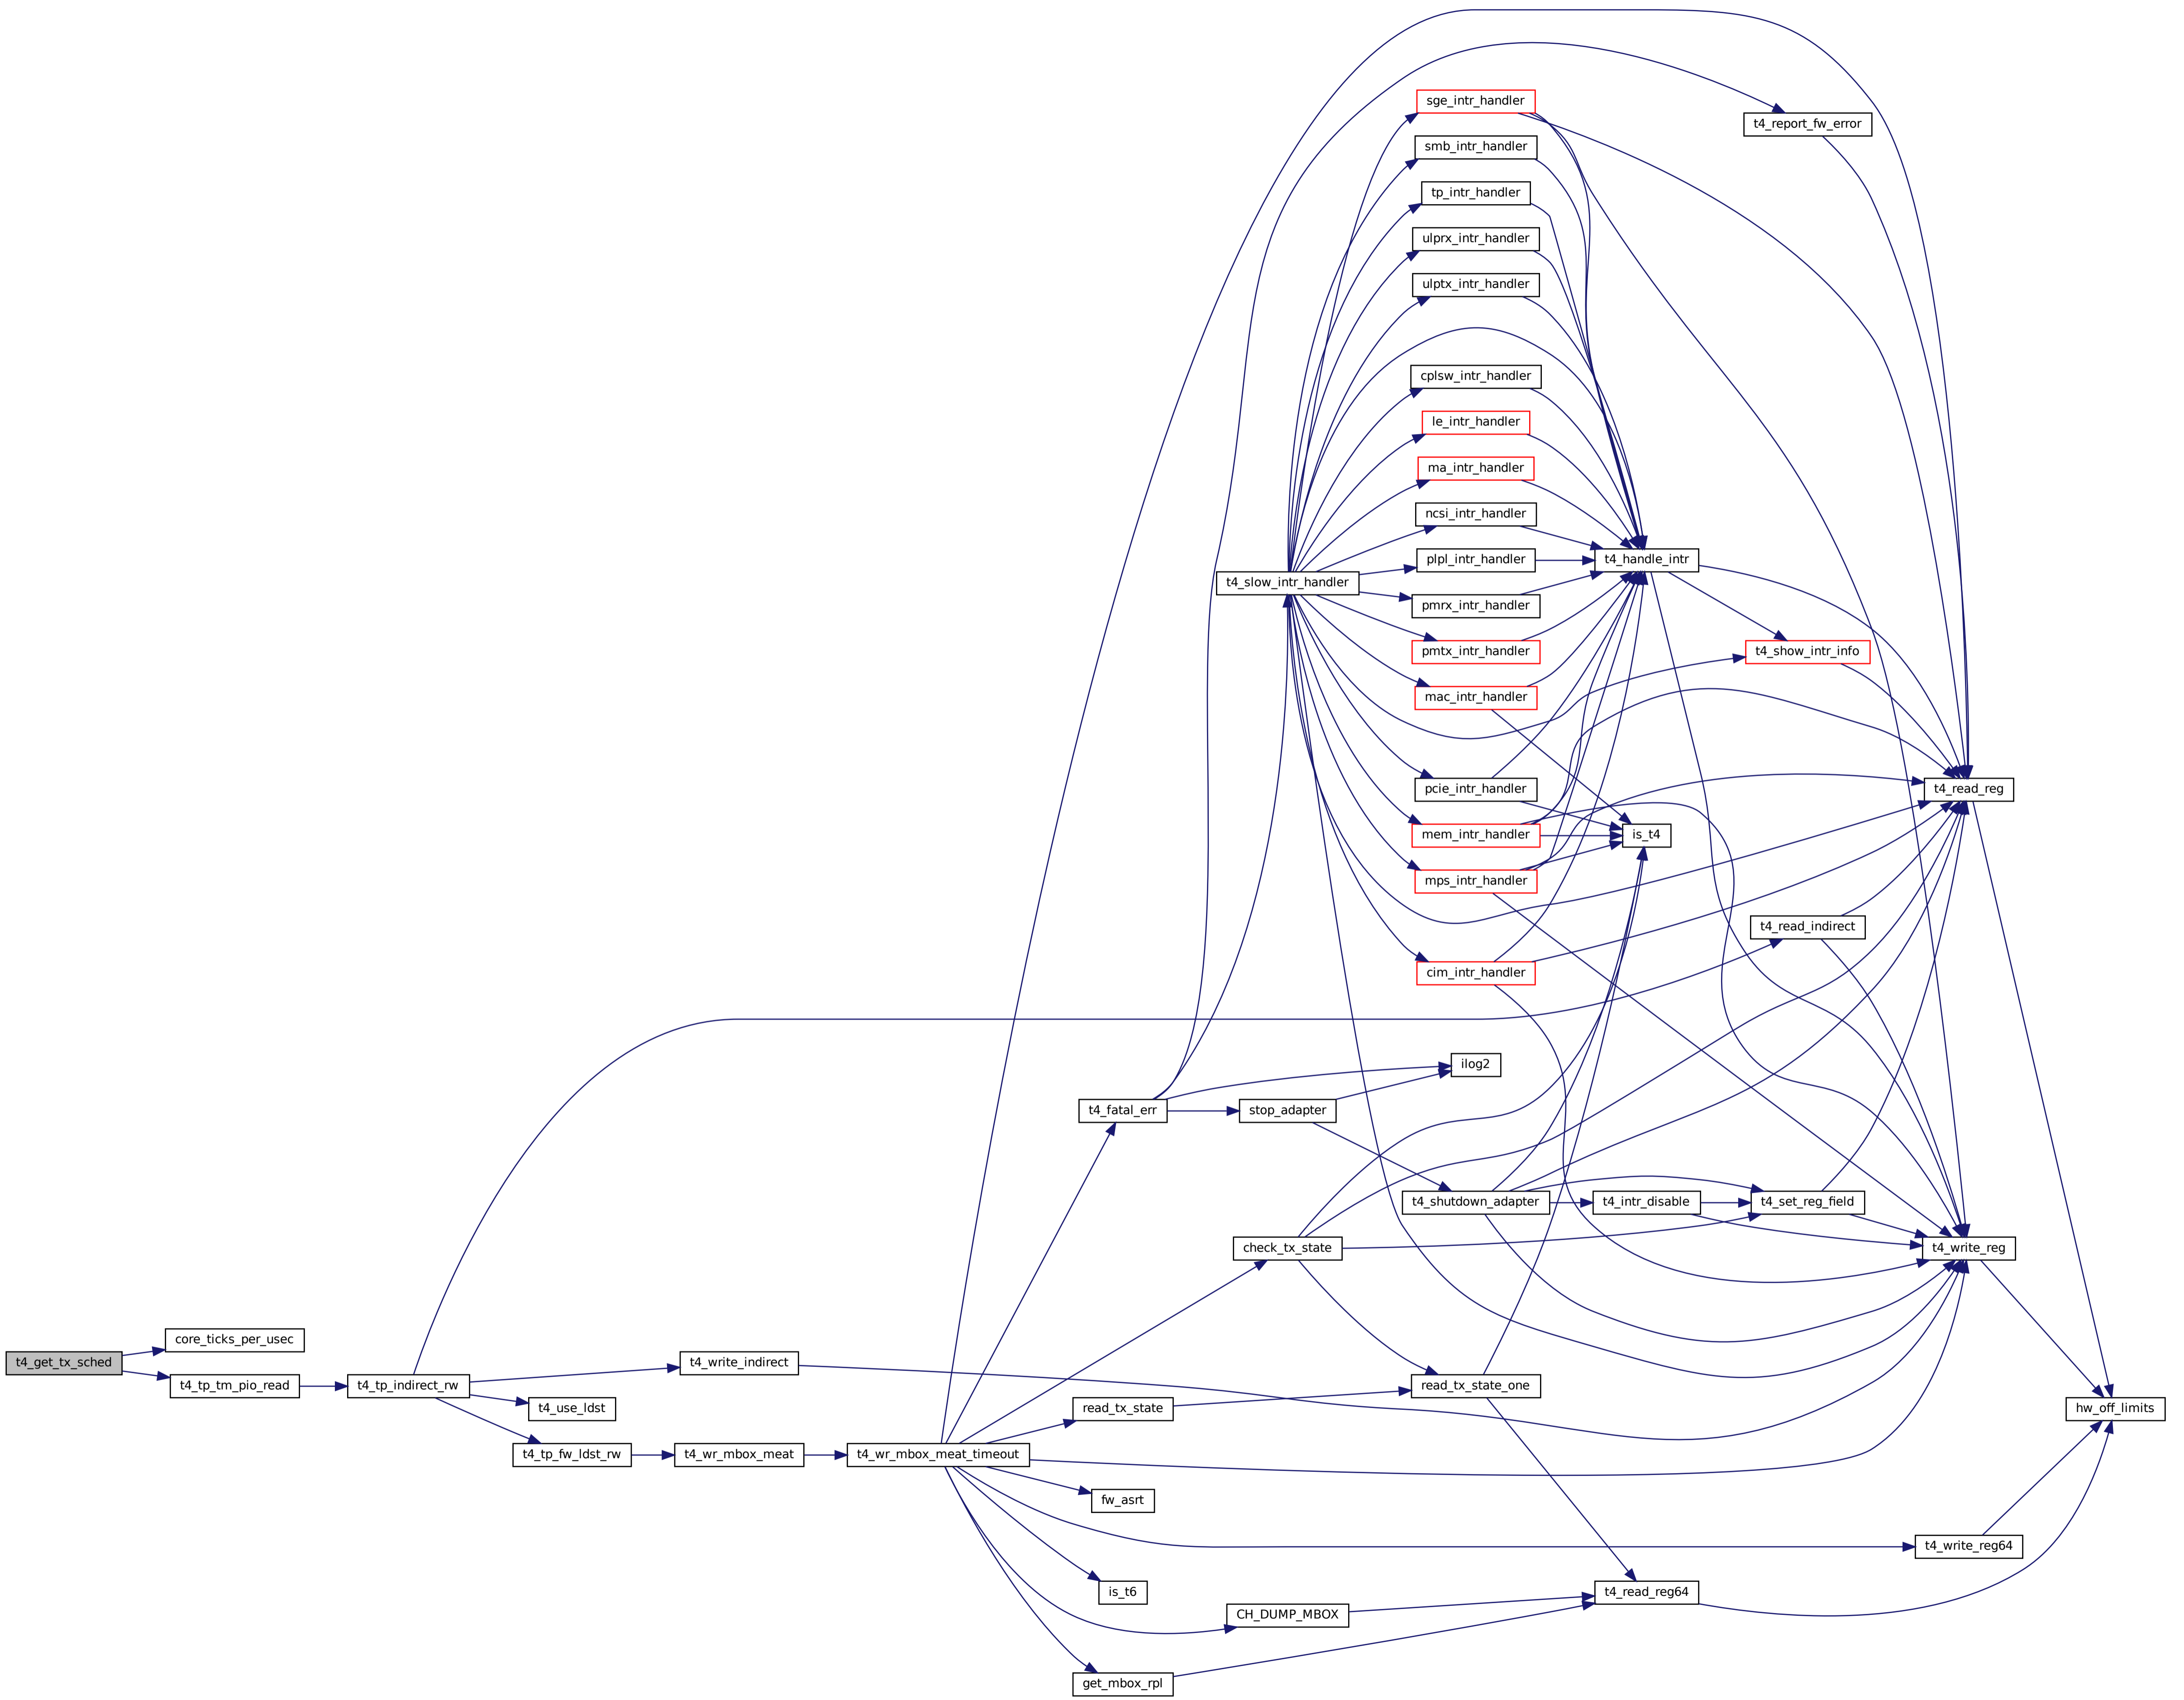 t4_get_tx_sched
core_ticks_per_usec
t4_tp_tm_pio_read
t4_tp_indirect_rw
t4_write_indirect
t4_use_ldst
t4_tp_fw_ldst_rw
t4_wr_mbox_meat
t4_wr_mbox_meat_timeout
t4_fatal_err
read_tx_state
fw_asrt
is_t6
get_mbox_rpl
t4_slow_intr_handler
stop_adapter
check_tx_state
CH_DUMP_MBOX
sge_intr_handler
smb_intr_handler
tp_intr_handler
ulprx_intr_handler
ulptx_intr_handler
cplsw_intr_handler
le_intr_handler
ma_intr_handler
ncsi_intr_handler
plpl_intr_handler
pmrx_intr_handler
pmtx_intr_handler
mac_intr_handler
pcie_intr_handler
mem_intr_handler
mps_intr_handler
cim_intr_handler
ilog2
t4_shutdown_adapter
read_tx_state_one
t4_handle_intr
is_t4
t4_intr_disable
t4_read_reg64
t4_report_fw_error
t4_show_intr_info
t4_read_indirect
t4_set_reg_field
t4_read_reg
t4_write_reg
t4_write_reg64
hw_off_limits